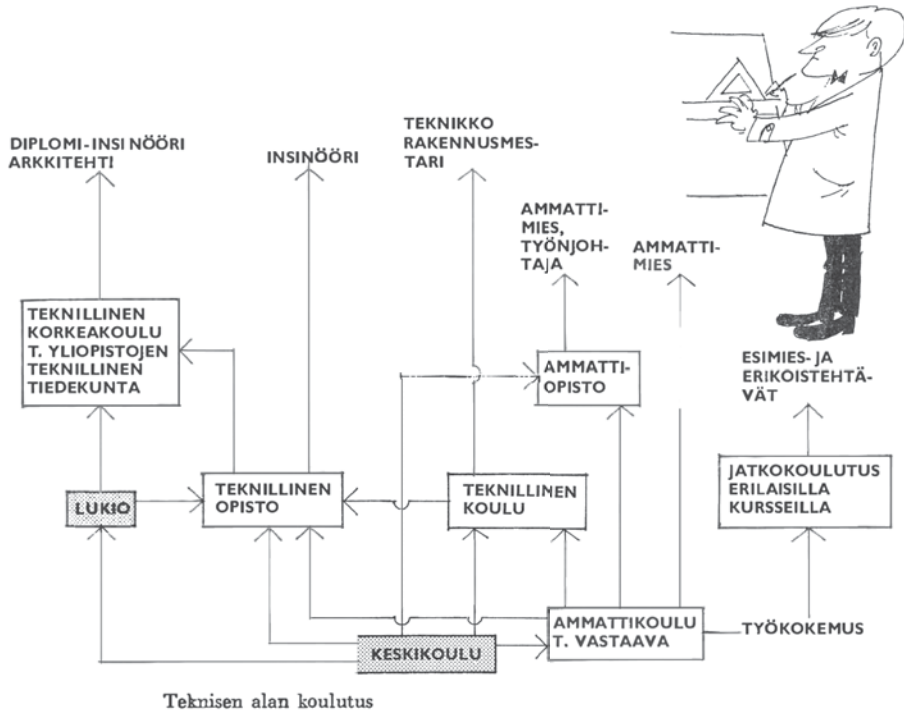 DIPLOMI-INSINÖÖRI
ARKKITEHTI
INSINÖÖRI
TEKNIKKO
RAKENNUSMES-
TARI
AMMATTI-
MIES,
TYÖNJOH-
TAJA
AMMATTI-
MIES
TEKNILLINEN
KORKEAKOULU
T. YLIOPISTOJEN
TEKNILLINEN
TIEDEKUNTA
AMMATTI-
OPISTO
ESIMIES- JA
ERIKOISTEHTÄ-
VÄT
LUKIO
TEKNILLINEN
OPISTO
TEKNILLINEN
KOULU
JATKOKOULUTUS
ERILAISILLA
KURSSEILLA
KESKIKOULU
AMMATTIKOULU
T. VASTAAVA
TYÖKOKEMUS
Teknisen alan koulutus